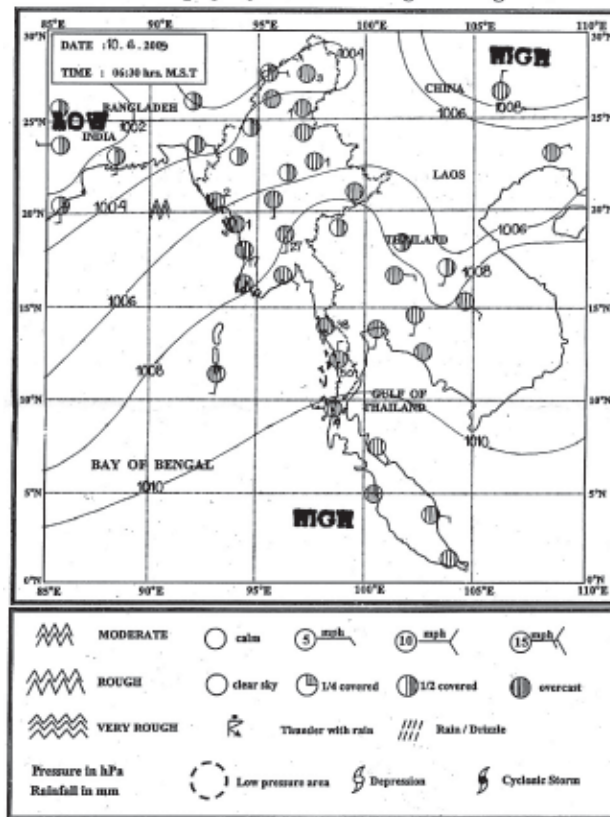 85°E 90°E 95°E 100°E 105°E 110°E
30°N
DATE : 10. 6. 2009
TIME : 06:30 hrs. M.S.T
1004
HIGH
CHINA
BANGLADESH
1006
1008
25°N
LOW
1002
INDIA
LAOS
20°N
1004
THAILAND
1006
1008
27
17
15°N
1006
1008
10°N
GULF OF
THAILAND
1010
BAY OF BENGAL
1010
5°N
HIGH
0°N
85°E 90°E 95°E 100°E 105°E 110°E
MODERATE
calm
5 mph
10 mph
15 mph
ROUGH
clear sky
1/4 covered
1/2 covered
overcast
VERY ROUGH
Thunder with rain
Rain / Drizzle
Pressure in hPa
Rainfall in mm
Low pressure area
Depression
Cyclonic Storm